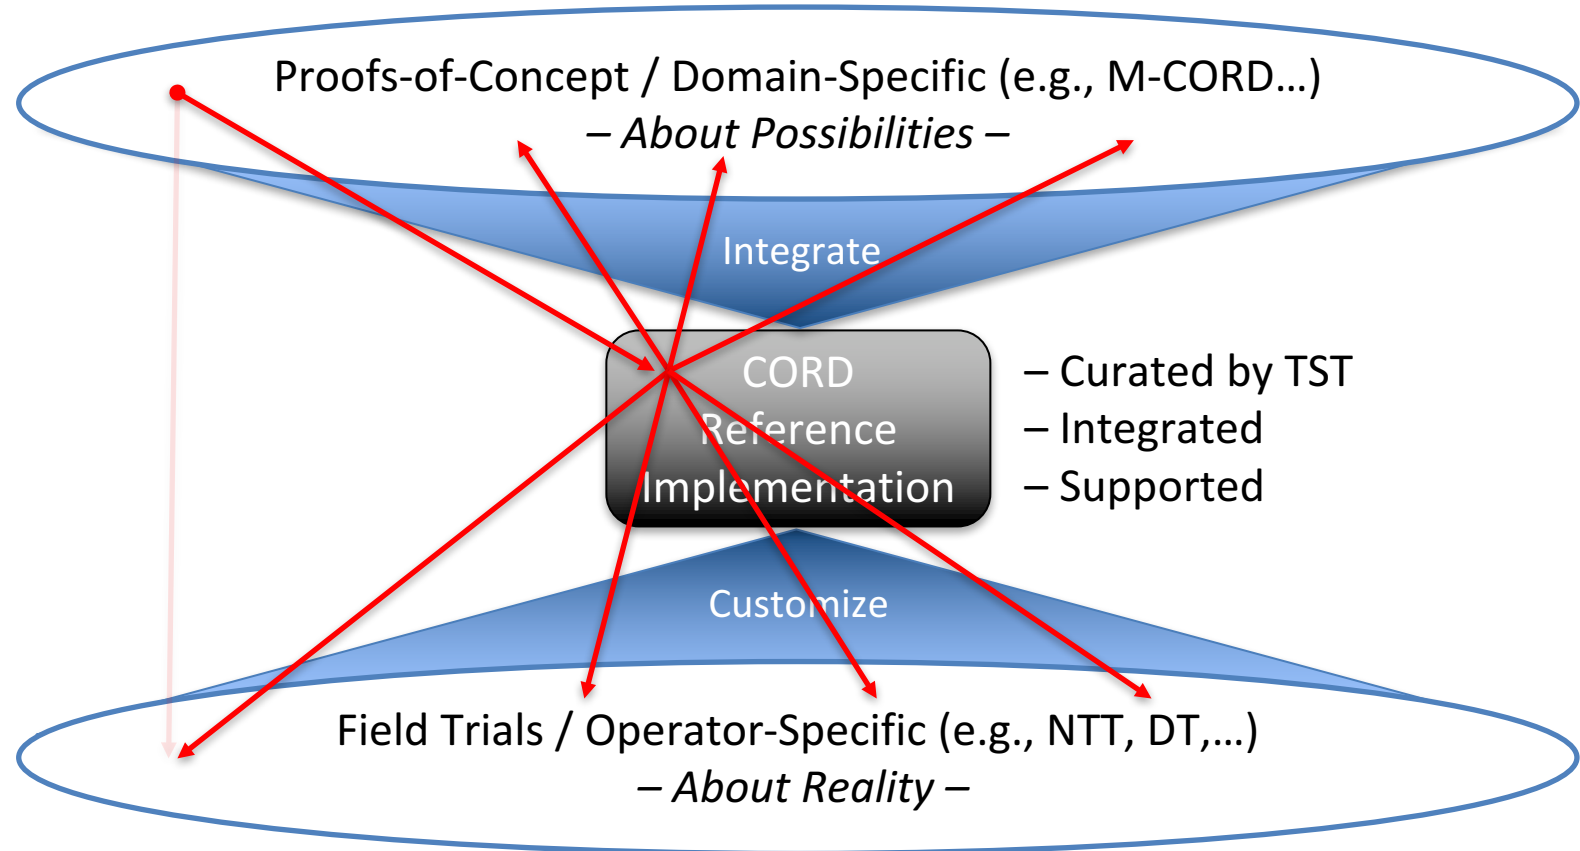 Proofs-of-Concept / Domain-Specific (e.g., M-CORD…)
– About Possibilities –
Integrate
CORD
Reference
Implementation
– Curated by TST
– Integrated
– Supported
Customize
Field Trials / Operator-Specific (e.g., NTT, DT,…)
– About Reality –